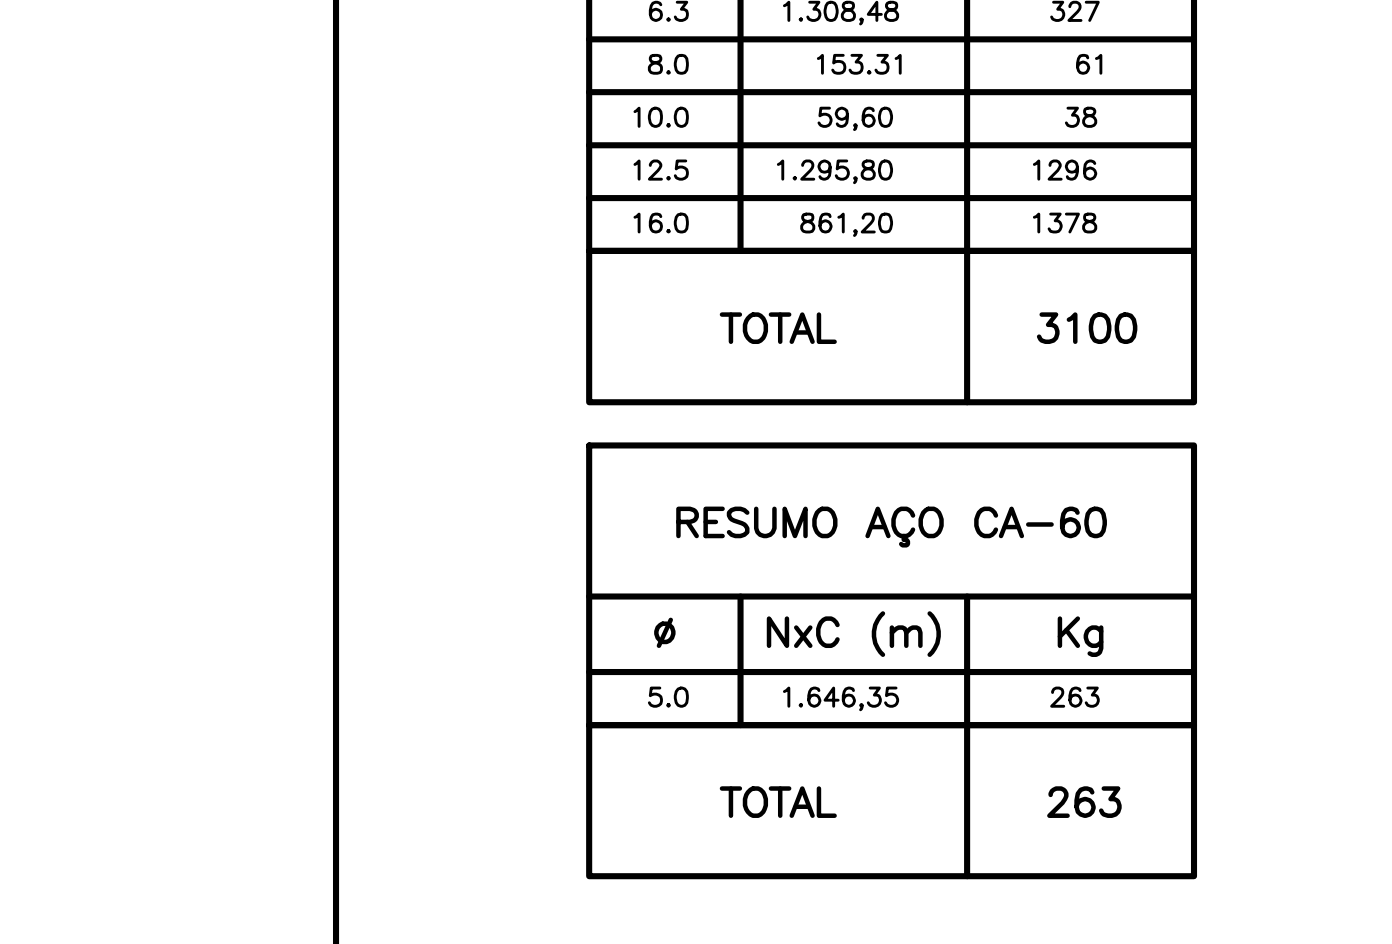 6.3 1.308,48 327
8.0 153.31 61
10.0 59,60 38
12.5 1.295,80 1296
16.0 861,20 1378
TOTAL 3100
RESUMO AÇO CA-60
ø NxC (m) Kg
5.0 1.646,35 263
TOTAL 263